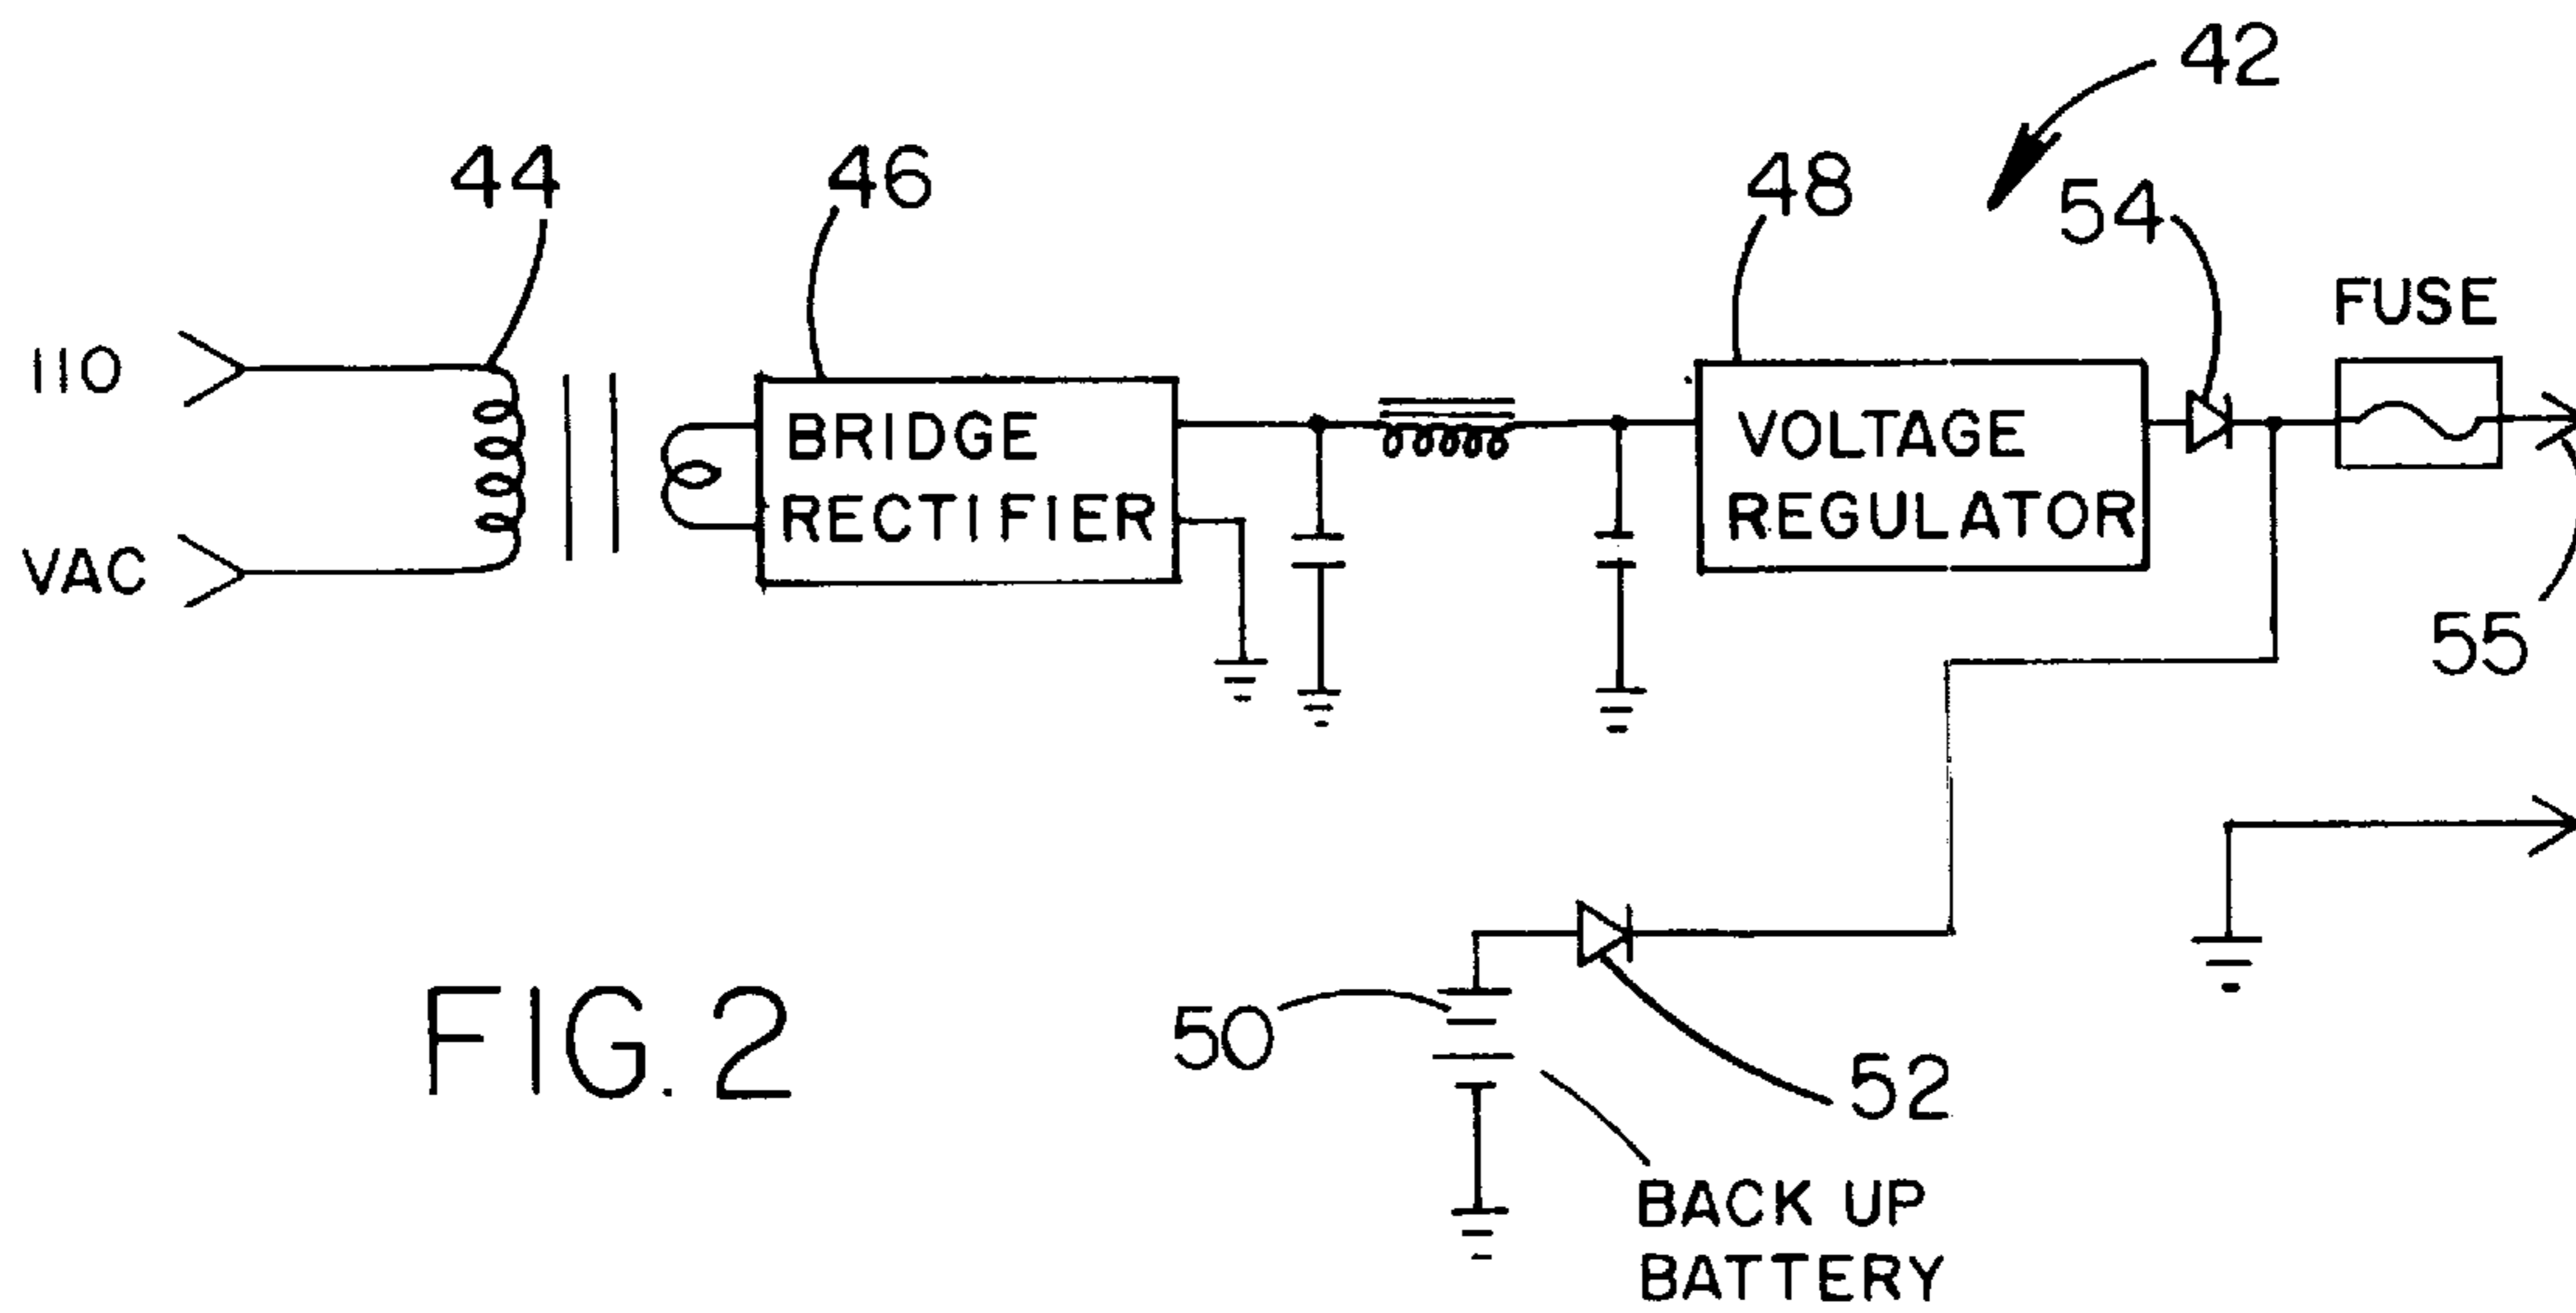 42
44
46
48
54
FUSE
110
BRIDGE
RECTIFIER
VOLTAGE
REGULATOR
VAC
55
50
52
FIG. 2
BACK UP
BATTERY